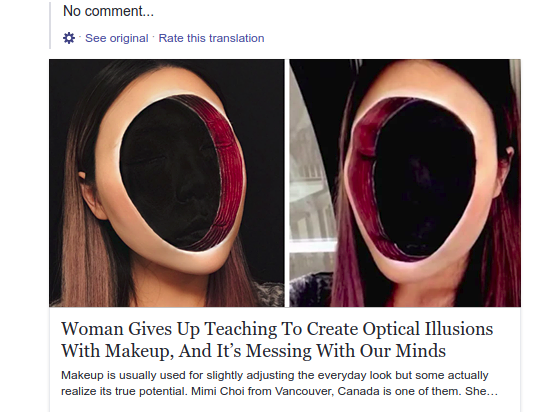 No comment...
See original · Rate this translation
Woman Gives Up Teaching To Create Optical Illusions
With Makeup, And It’s Messing With Our Minds
Makeup is usually used for slightly adjusting the everyday look but some actually
realize its true potential. Mimi Choi from Vancouver, Canada is one of them. She…